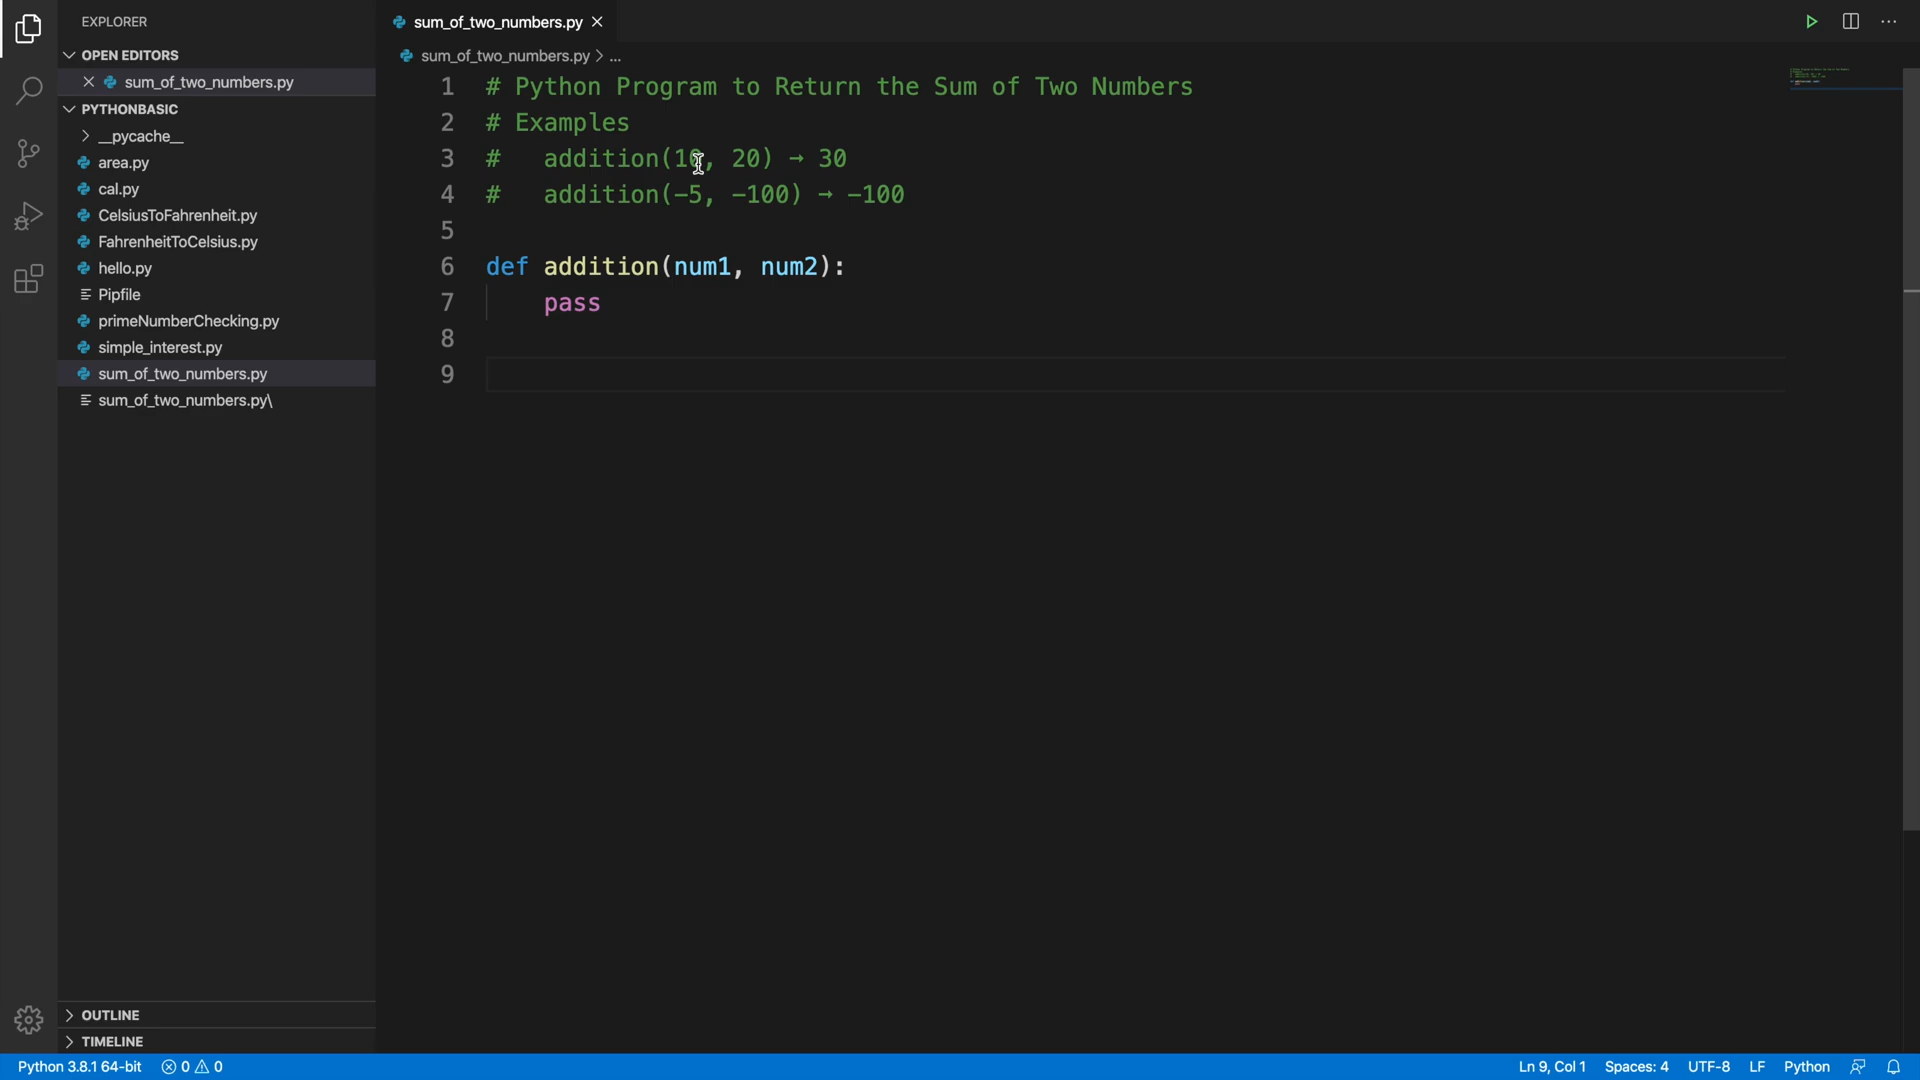 EXPLORER
OPEN EDITORS
sum_of_two_numbers.py
PYTHONBASIC
__pycache__
area.py
cal.py
CelsiusToFahrenheit.py
FahrenheitToCelsius.py
hello.py
Pipfile
primeNumberChecking.py
simple_interest.py
sum_of_two_numbers.py
sum_of_two_numbers.py\
OUTLINE
TIMELINE
sum_of_two_numbers.py
sum_of_two_numbers.py > ...
1 # Python Program to Return the Sum of Two Numbers
2 # Examples
3 #   addition(10, 20) → 30
4 #   addition(-5, -100) → -100
5
6 def addition(num1, num2):
7     pass
8
9
Python 3.8.1 64-bit 0 0 Ln 9, Col 1 Spaces: 4 UTF-8 LF Python